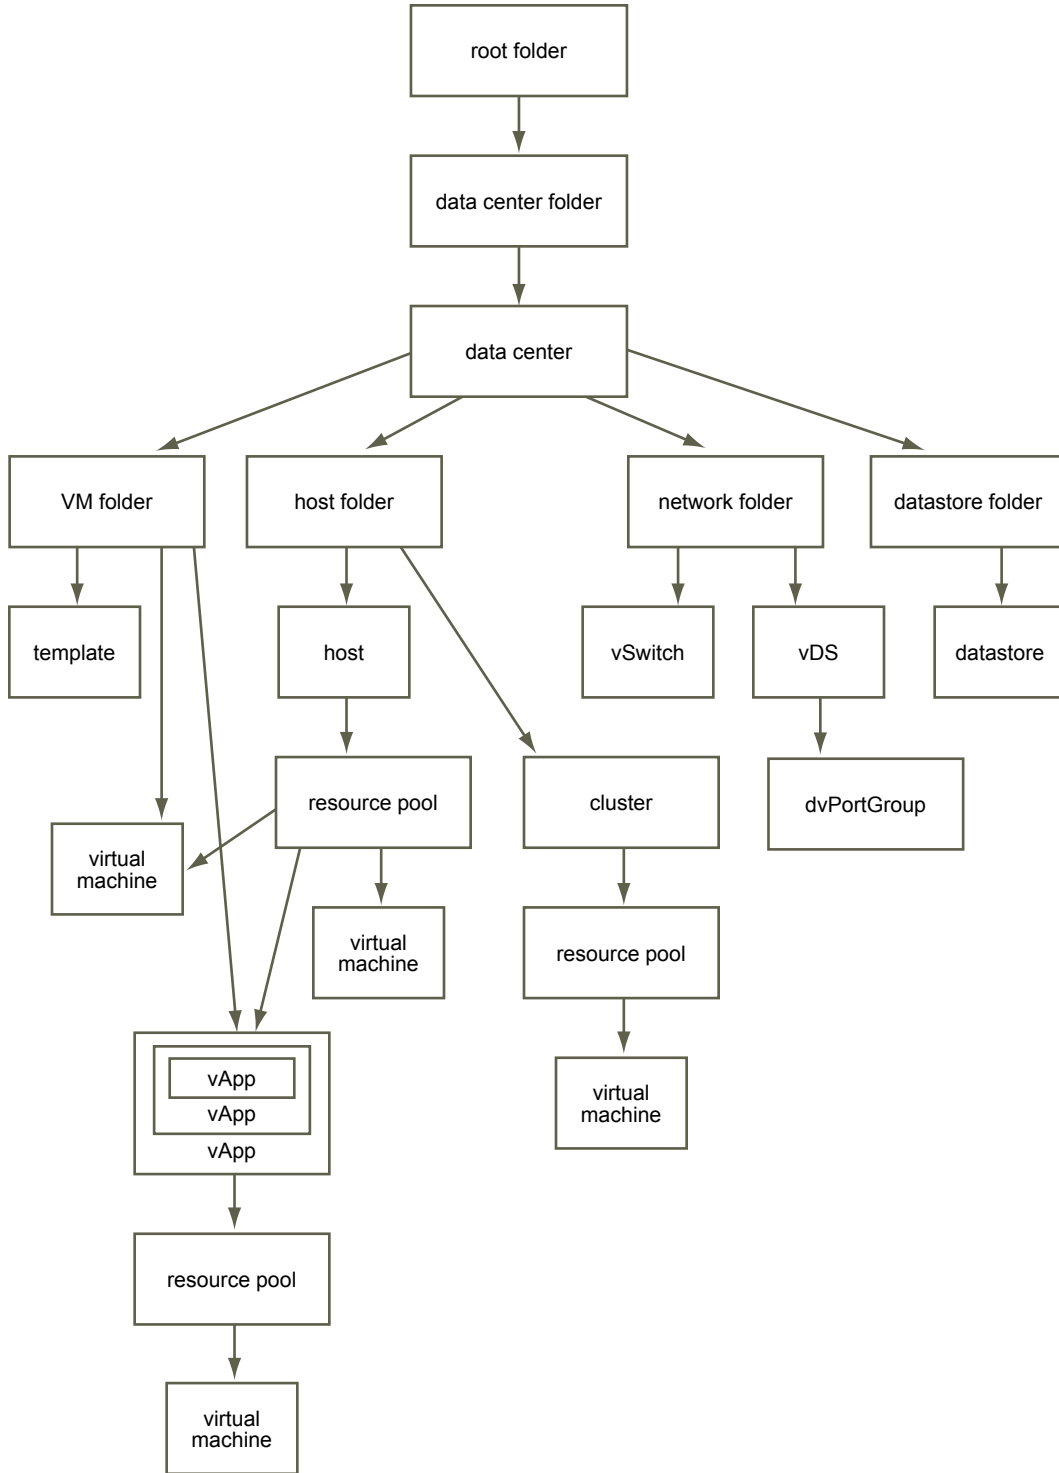 root folder
data center folder
data center
VM folder
host folder
network folder
datastore folder
template
host
vSwitch
vDS
datastore
resource pool
cluster
dvPortGroup
virtual
machine
virtual
machine
resource pool
vApp
vApp
vApp
virtual
machine
resource pool
virtual
machine